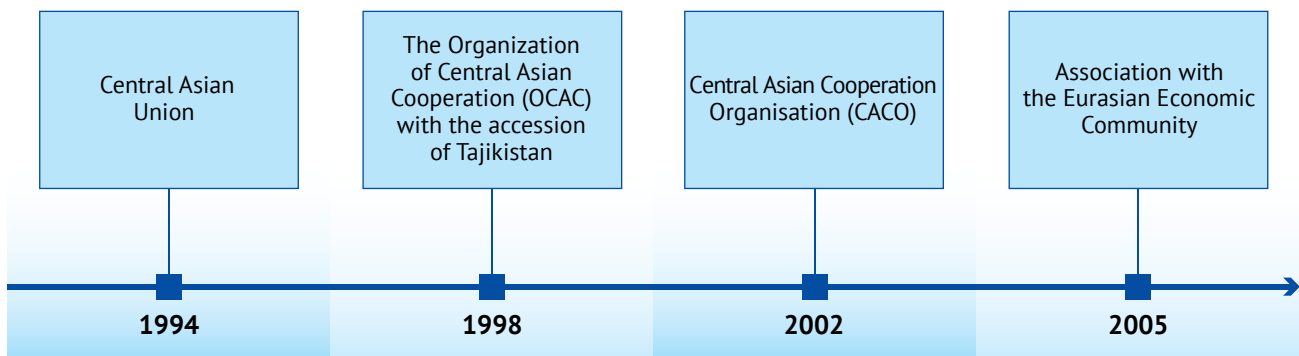 Central Asian
Union
The Organization
of Central Asian
Cooperation (OCAC)
with the accession
of Tajikistan
Central Asian Cooperation
Organisation (CACO)
Association with
the Eurasian Economic
Community
1994
1998
2002
2005